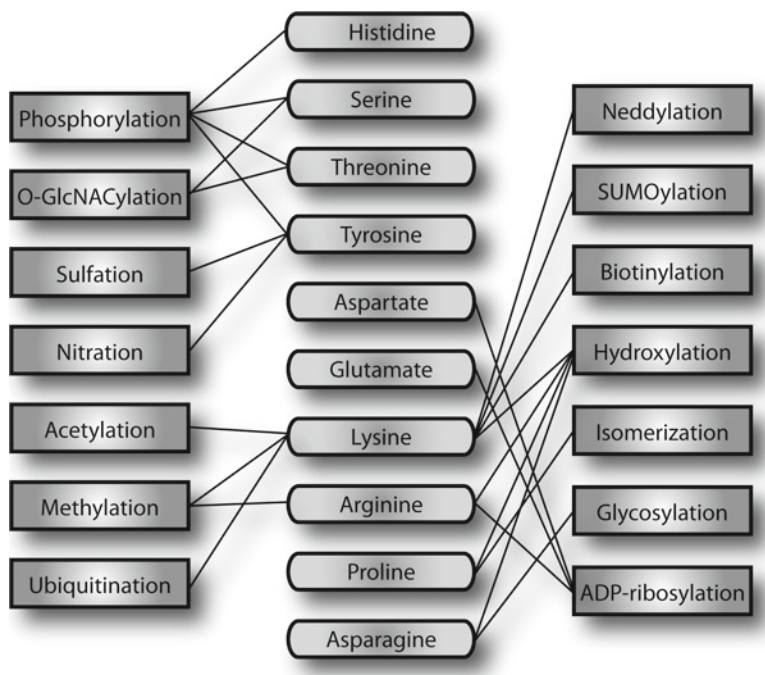 Phosphorylation
O-GlcNACylation
Sulfation
Nitration
Acetylation
Methylation
Ubiquitination
Histidine
Serine
Threonine
Tyrosine
Aspartate
Glutamate
Lysine
Arginine
Proline
Asparagine
Neddylation
SUMOylation
Biotinylation
Hydroxylation
Isomerization
Glycosylation
ADP-ribosylation